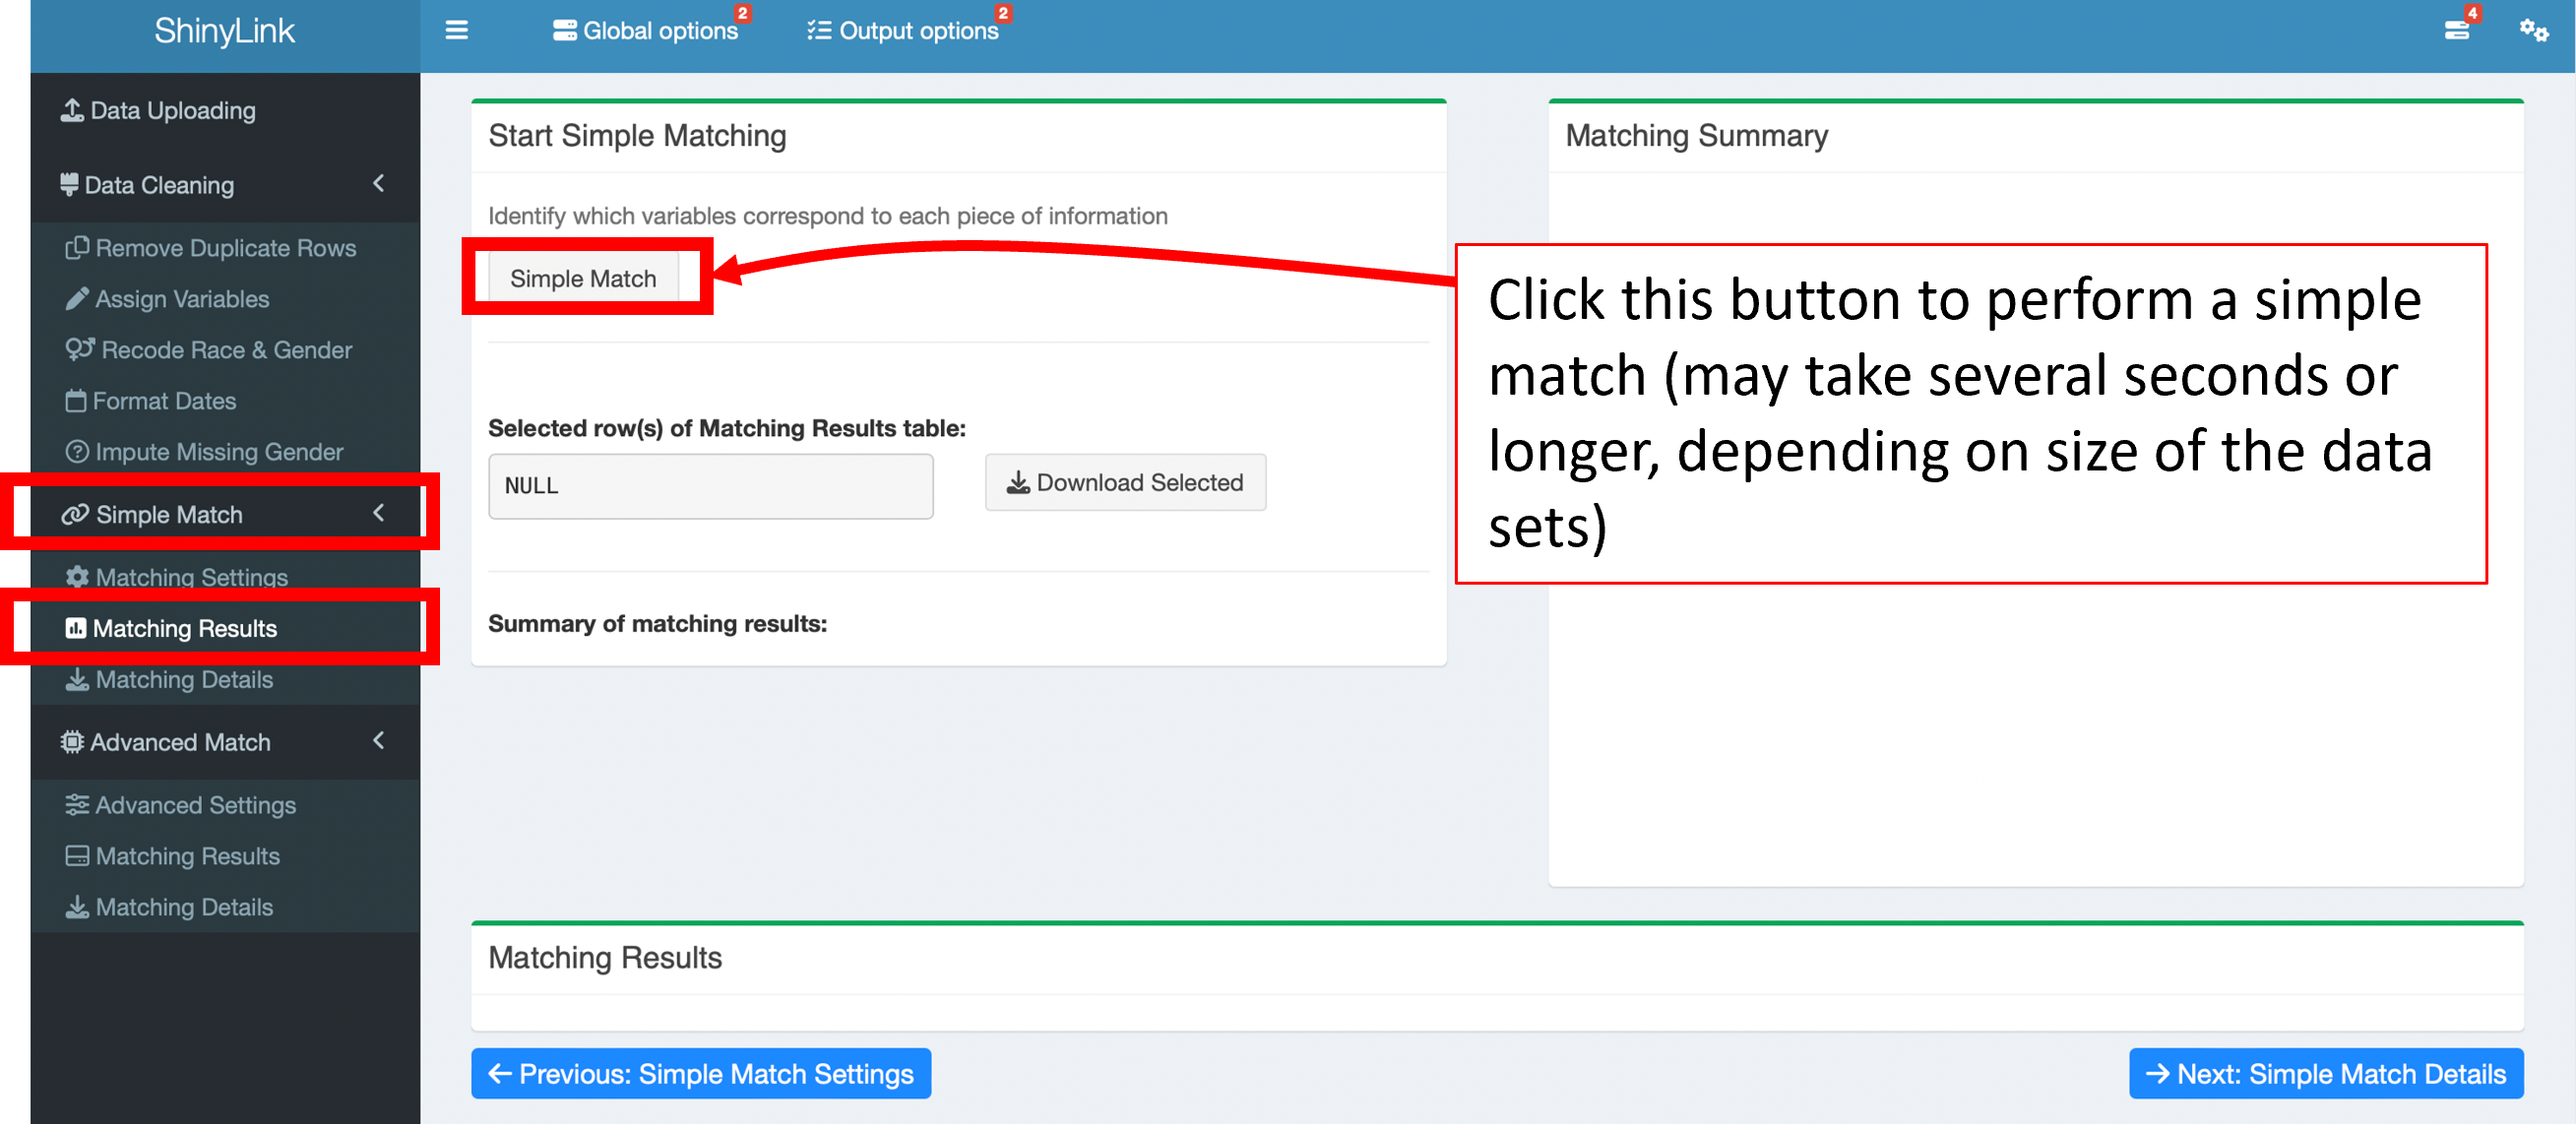 ShinyLink
Global options 2
Output options 2
4
Data Uploading
Data Cleaning
Remove Duplicate Rows
Assign Variables
Recode Race & Gender
Format Dates
Impute Missing Gender
Simple Match
Matching Settings
Matching Results
Matching Details
Advanced Match
Advanced Settings
Matching Results
Matching Details
Start Simple Matching
Identify which variables correspond to each piece of information
Simple Match
Selected row(s) of Matching Results table:
NULL
Download Selected
Summary of matching results:
Matching Summary
Click this button to perform a simple
match (may take several seconds or
longer, depending on size of the data
sets)
Matching Results
Previous: Simple Match Settings
Next: Simple Match Details